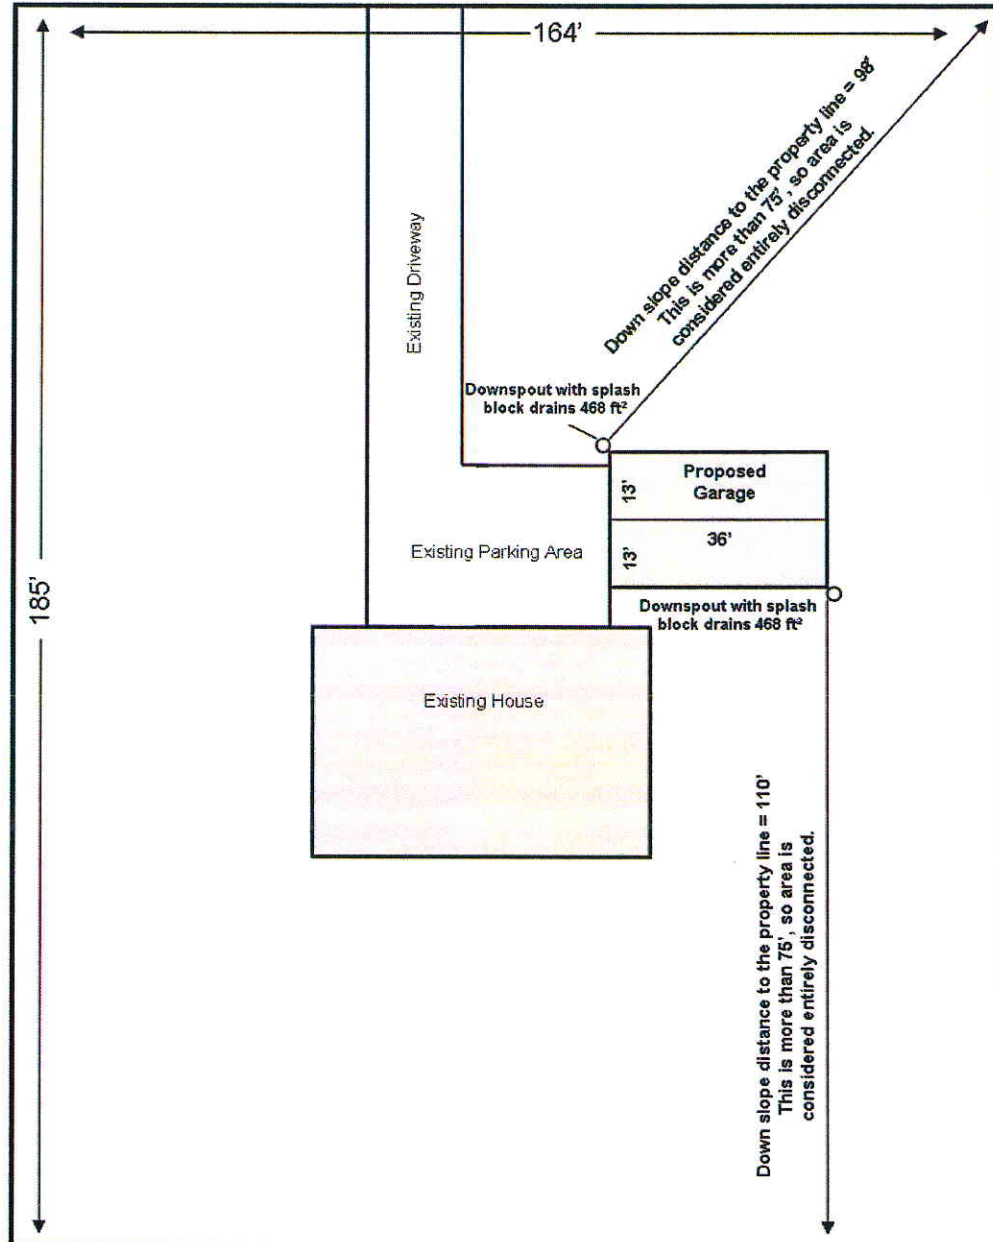 164’
Down slope distance to the property line = 98’
This is more than 75’, so area is
considered entirely disconnected.
Existing Driveway
Downspout with splash
block drains 468 ft²
Proposed
Garage
13’
36’
13’
Existing Parking Area
185’
Downspout with splash
block drains 468 ft²
Existing House
Down slope distance to the property line = 110’
This is more than 75’, so area is
considered entirely disconnected.